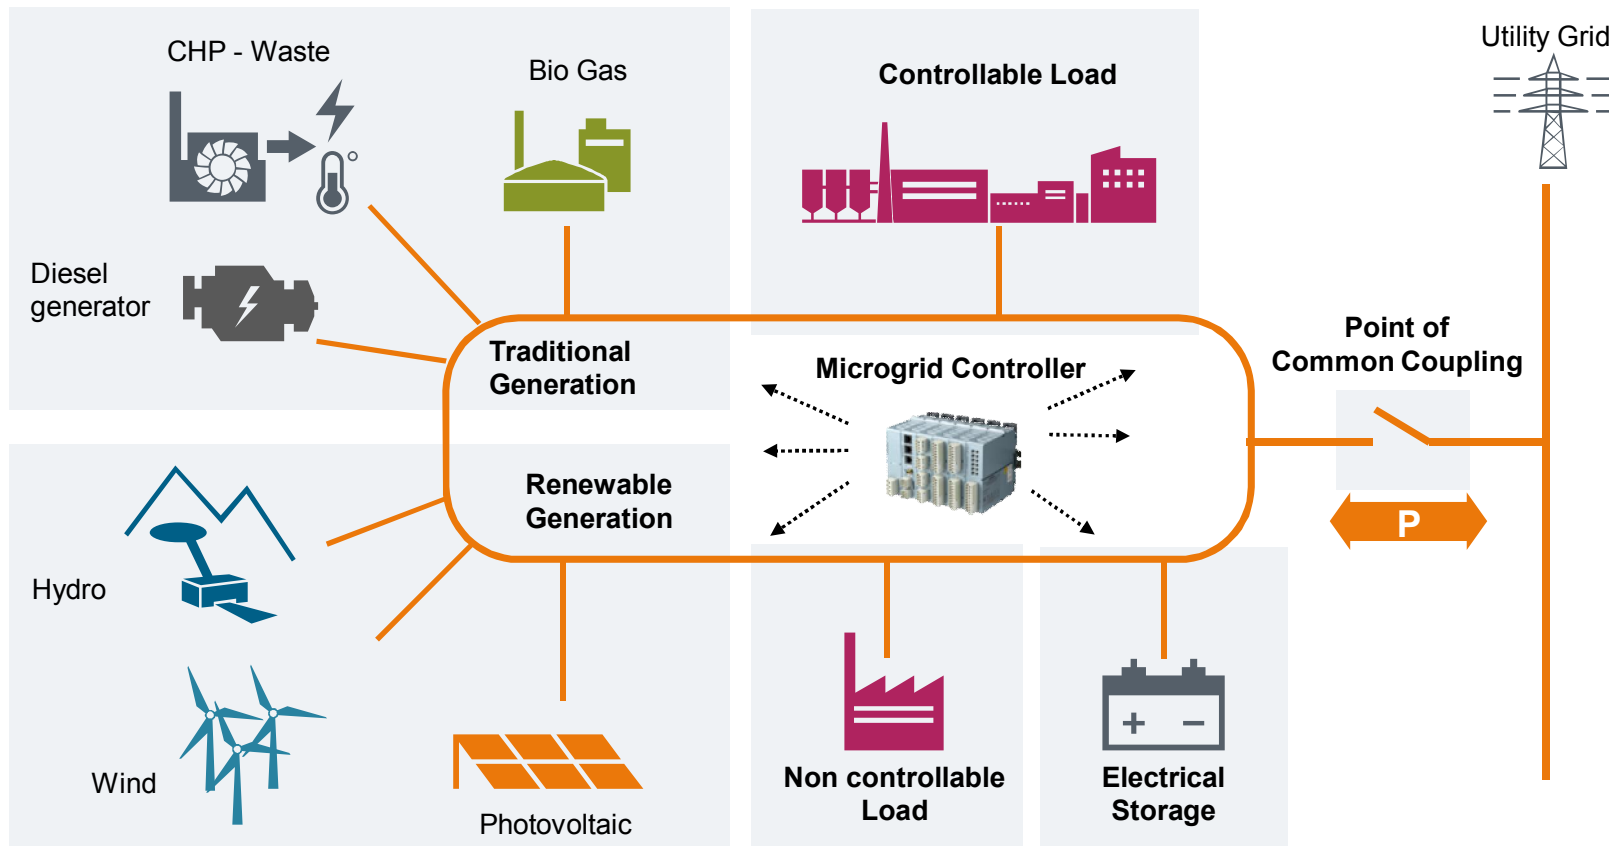 CHP - Waste
Bio Gas
Controllable Load
Utility Grid
Diesel
generator
Traditional
Generation
Microgrid Controller
Point of
Common Coupling
Renewable
Generation
P
Hydro
Wind
Photovoltaic
+ −
Non controllable
Load
Electrical
Storage